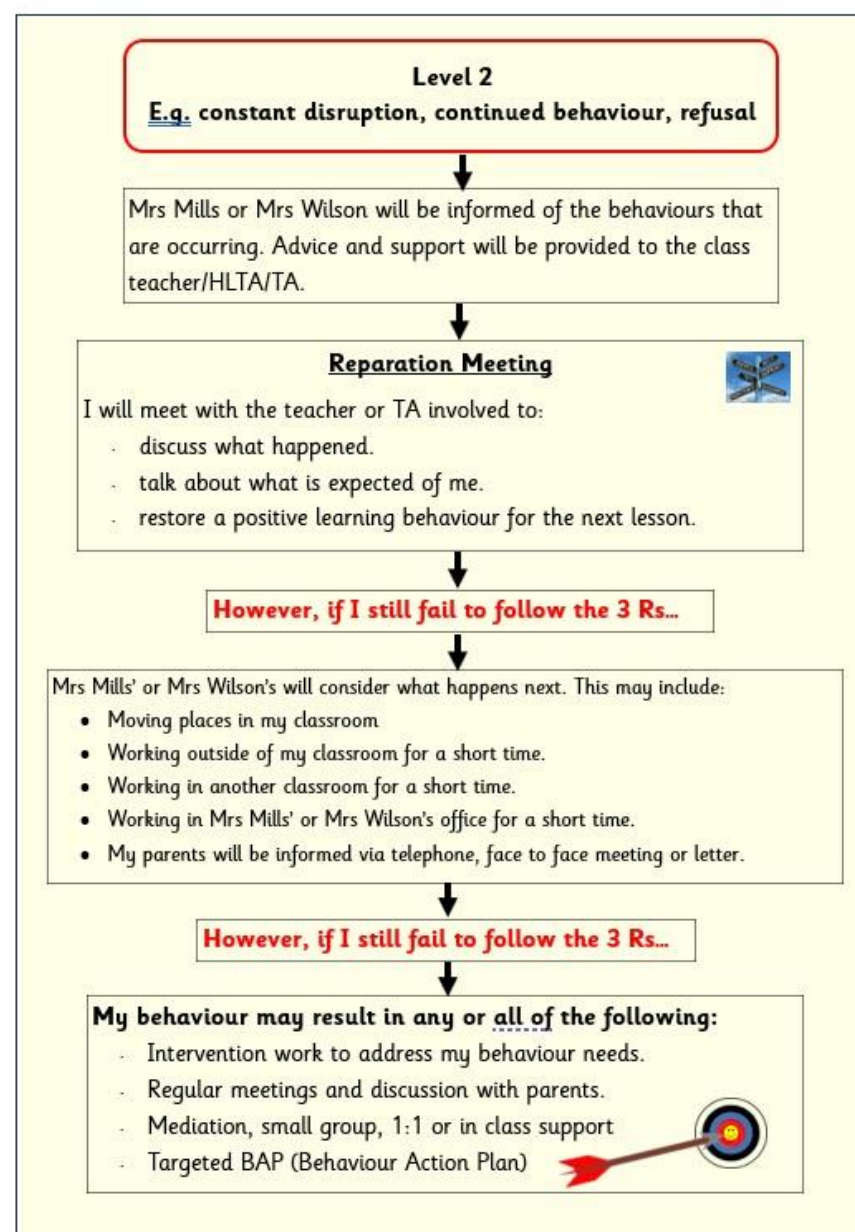 Level 2
E.g. constant disruption, continued behaviour, refusal
Mrs Mills or Mrs Wilson will be informed of the behaviours that
are occurring. Advice and support will be provided to the class
teacher/HLTA/TA.
Reparation Meeting
I will meet with the teacher or TA involved to:
- discuss what happened.
- talk about what is expected of me.
- restore a positive learning behaviour for the next lesson.
However, if I still fail to follow the 3 Rs...
Mrs Mills’ or Mrs Wilson’s will consider what happens next. This may include:
• Moving places in my classroom
• Working outside of my classroom for a short time.
• Working in another classroom for a short time.
• Working in Mrs Mills’ or Mrs Wilson’s office for a short time.
• My parents will be informed via telephone, face to face meeting or letter.
However, if I still fail to follow the 3 Rs...
My behaviour may result in any or all of the following:
- Intervention work to address my behaviour needs.
- Regular meetings and discussion with parents.
- Mediation, small group, 1:1 or in class support
- Targeted BAP (Behaviour Action Plan)